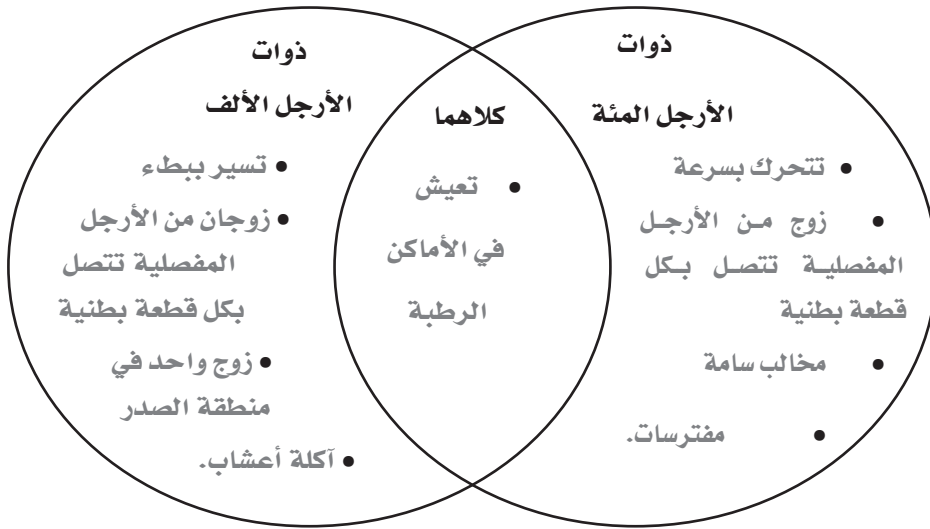 ذوات
الأرجل المئة
• تتحرك بسرعة
• زوج من الأرجل
المفصلية تتصل بكل
قطعة بطنية
• مخالب سامة
• مفترسات.
كلاهما
• تعيش
في الأماكن
الرطبة
ذوات
الأرجل الألف
• تسير ببطء
• زوجان من الأرجل
المفصلية تتصل
بكل قطعة بطنية
• زوج واحد في
منطقة الصدر
• آكلة أعشاب.